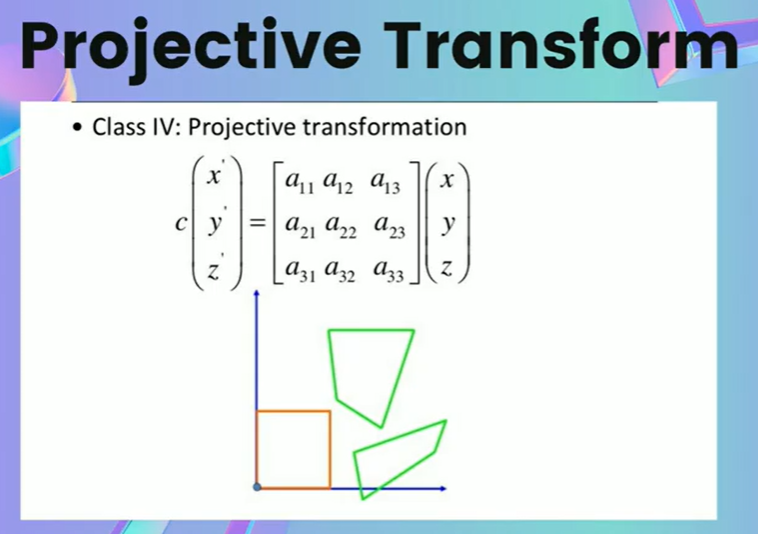 Projective Transform
• Class IV: Projective transformation
c ( x' y' z' ) = [ a11 a12 a13 a21 a22 a23 a31 a32 a33 ] ( x y z )